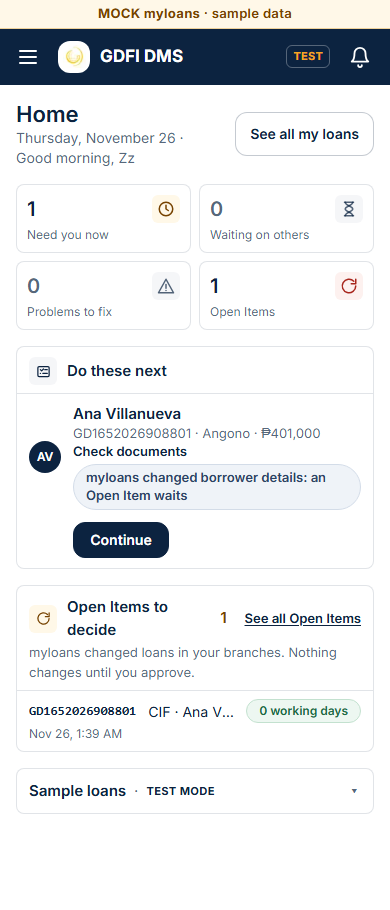 MOCK myloans · sample data
GDFI DMS
TEST
Home
Thursday, November 26 ·
Good morning, Zz
See all my loans
1
Need you now
0
Waiting on others
0
Problems to fix
1
Open Items
Do these next
AV
Ana Villanueva
GD1652026908801 · Angono · ₱401,000
Check documents
myloans changed borrower details: an
Open Item waits
Continue
Open Items to
decide
1
See all Open Items
myloans changed loans in your branches. Nothing
changes until you approve.
GD1652026908801 CIF · Ana V... 0 working days
Nov 26, 1:39 AM
Sample loans · TEST MODE